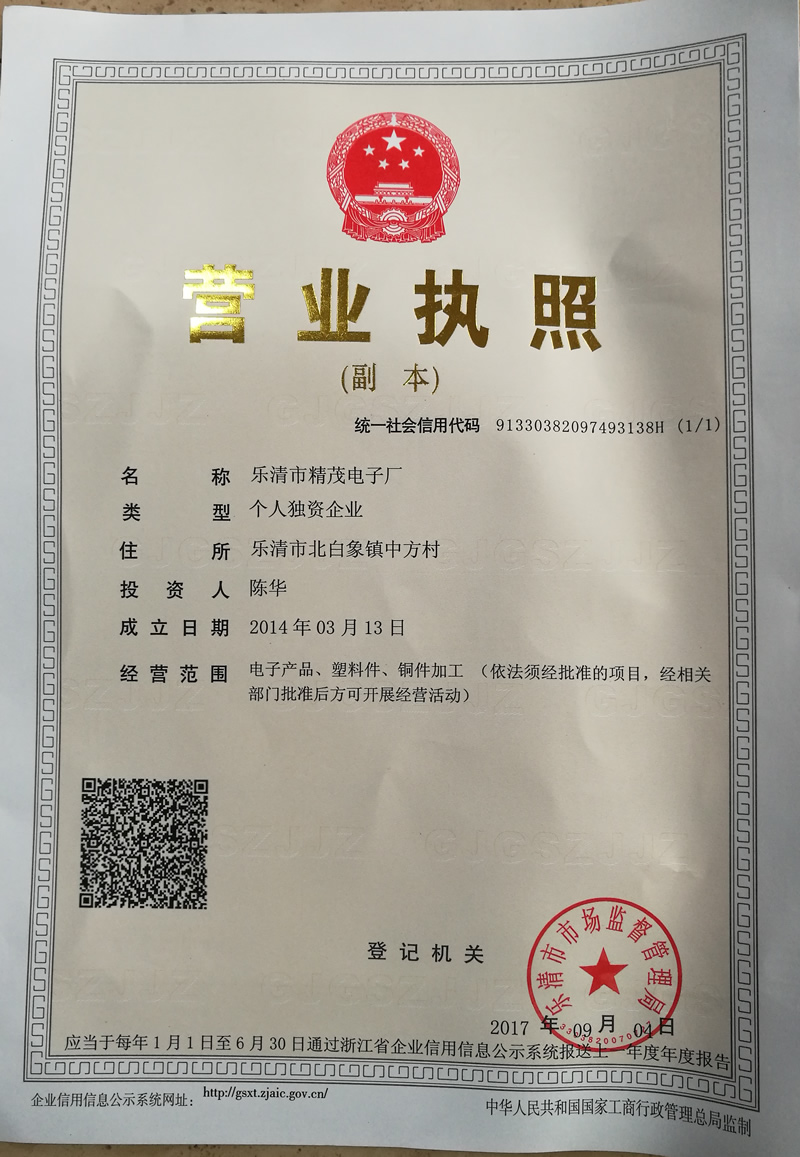 营业执照
(副 本)
统一社会信用代码 91330382097493138H (1/1)
名 称 乐清市精茂电子厂
类 型 个人独资企业
住 所 乐清市北白象镇中方村
投 资 人 陈华
成立日期 2014年03月13日
经营范围 电子产品、塑料件、铜件加工 (依法须经批准的项目, 经相关
部门批准后方可开展经营活动)
登记机关
乐清市市场监督管理局
2017 年 09 月 04 日
应当于每年1月1日至6月30日通过浙江省企业信用信息公示系统报送上一年度年度报告
企业信用信息公示系统网址: http://gsxt.zjaic.gov.cn/
中华人民共和国国家工商行政管理总局监制